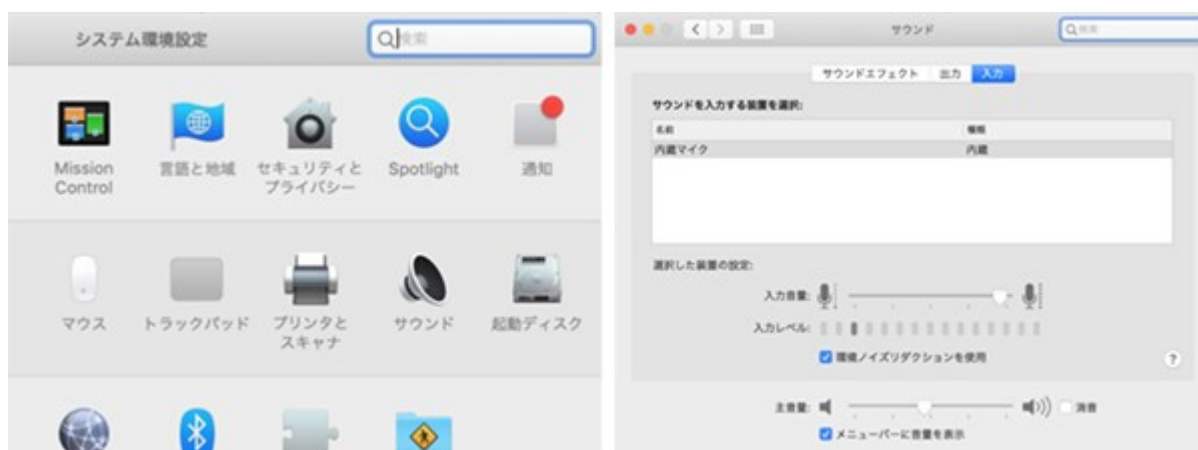 システム環境設定
検索
Mission
Control
言語と地域
セキュリティと
プライバシー
Spotlight
通知
マウス
トラックパッド
プリンタと
スキャナ
サウンド
起動ディスク
サウンド
検索
サウンドエフェクト
出力
入力
サウンドを入力する装置を選択:
名前
種類
内蔵マイク
内蔵
選択した装置の設定:
入力音量:
入力レベル:
環境ノイズリダクションを使用
?
主音量:
消音
メニューバーに音量を表示